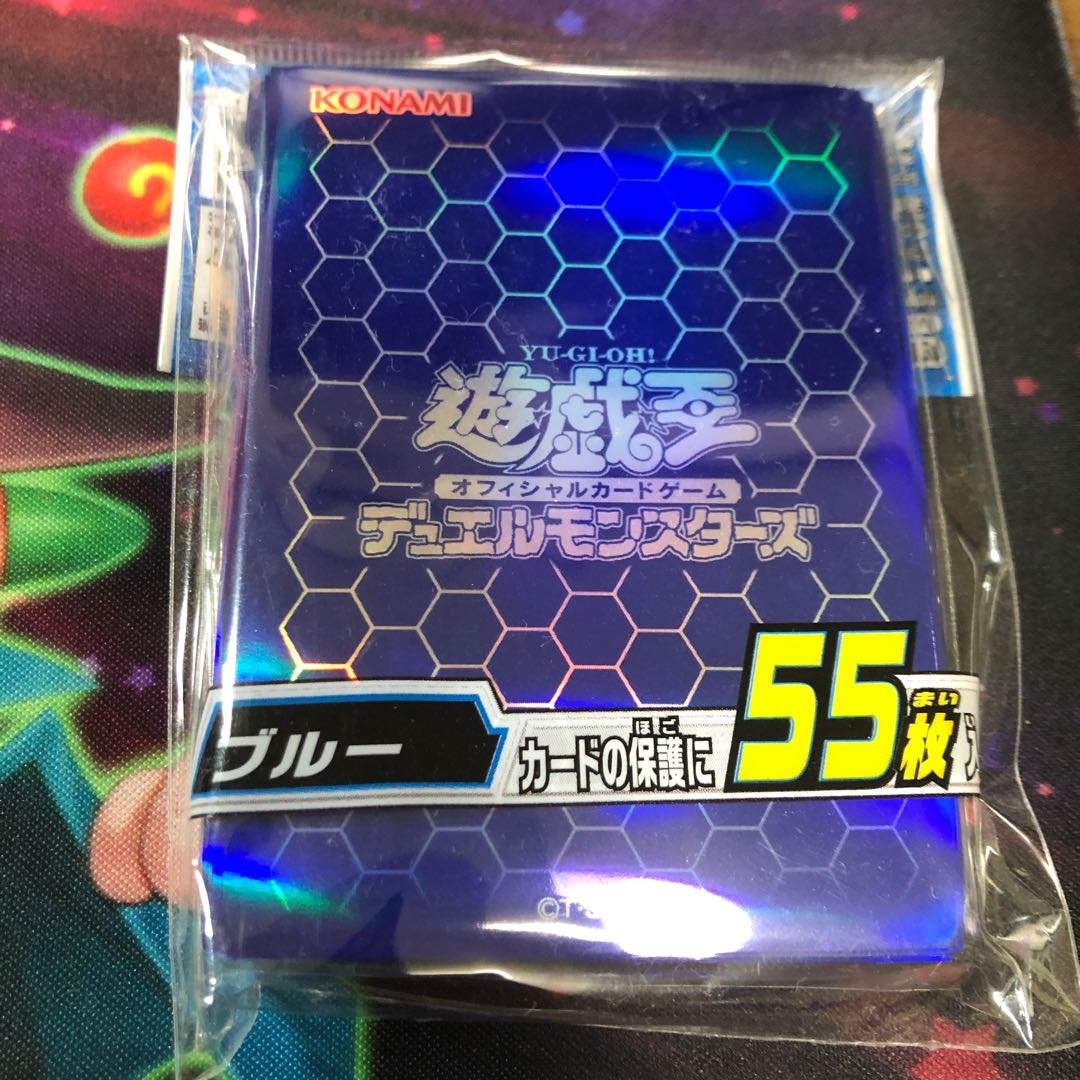 KONAMI
YU-GI-OH!
遊戯王
オフィシャルカードゲーム
デュエルモンスターズ
ブルー
ほご
カードの保護に
まい
55枚